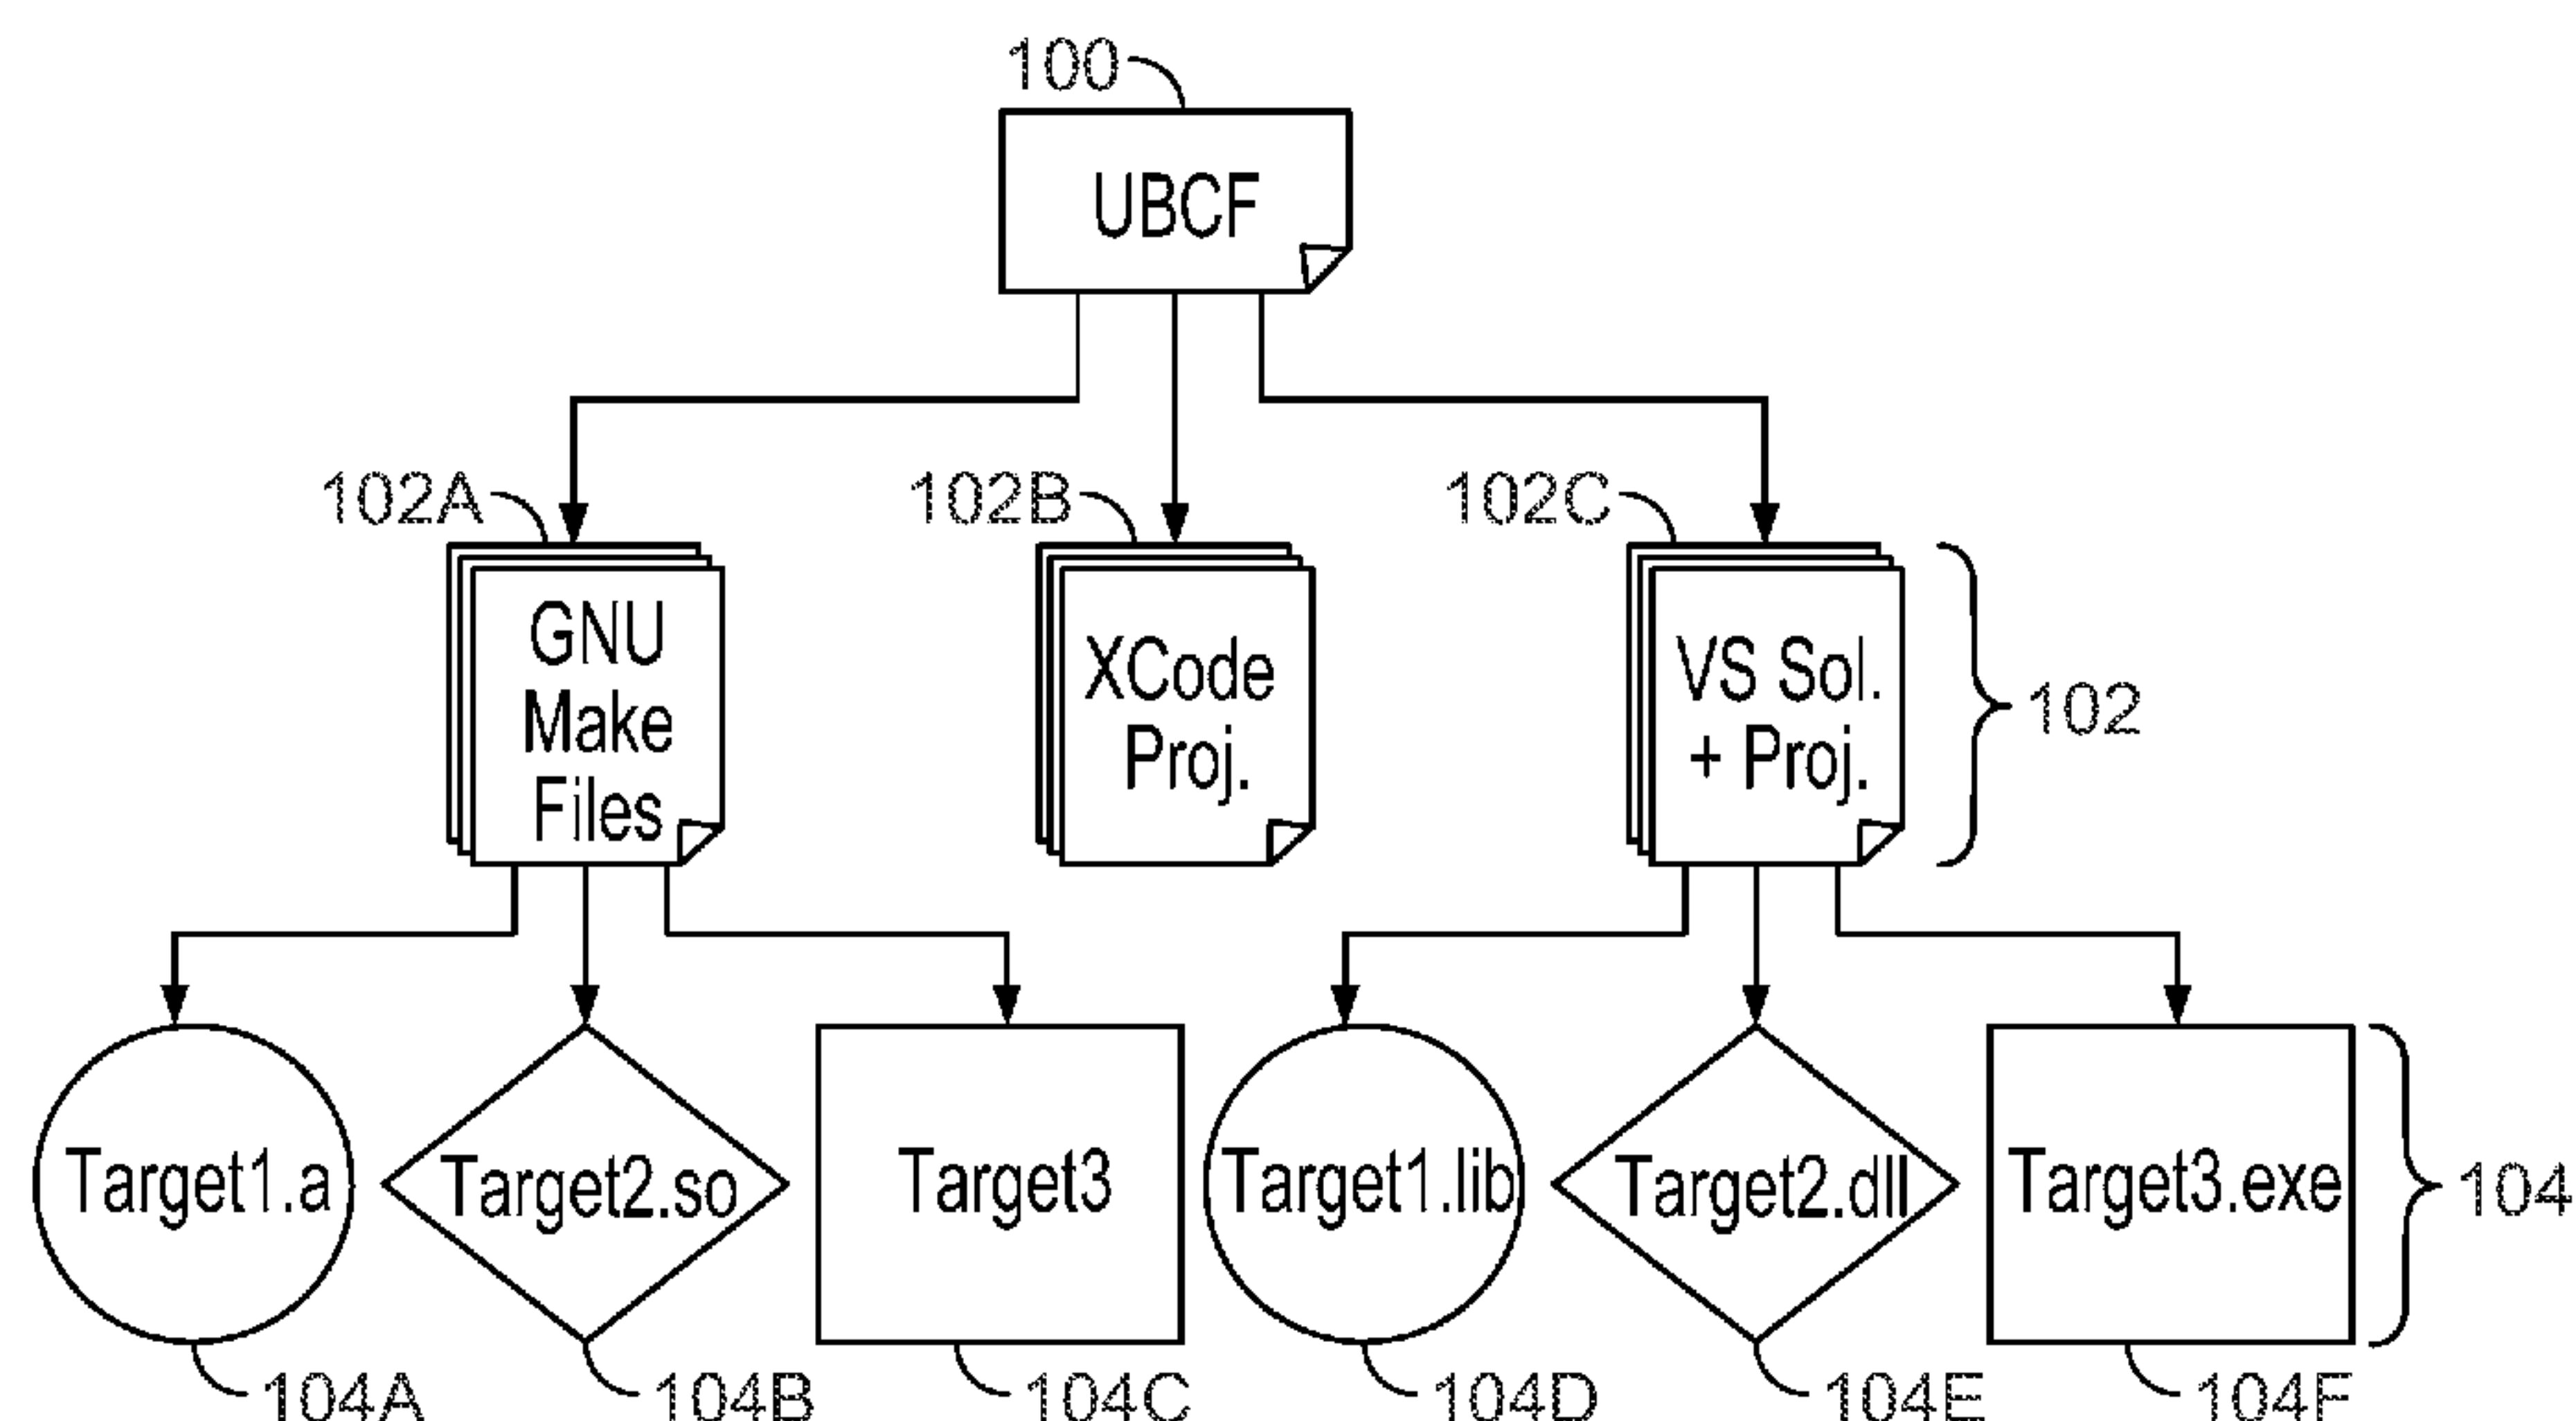 100
UBCF
102A
102B
102C
GNU
Make
Files
XCode
Proj.
VS Sol.
+ Proj.
102
Target1.a
Target2.so
Target3
Target1.lib
Target2.dll
Target3.exe
104
104A
104B
104C
104D
104E
104F